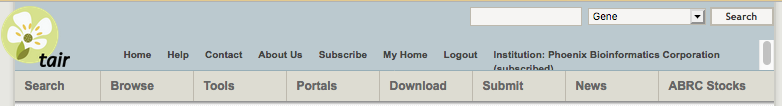 Gene Search
tair
Home Help Contact About Us Subscribe My Home Logout Institution: Phoenix Bioinformatics Corporation
(subscribed)
Search Browse Tools Portals Download Submit News ABRC Stocks